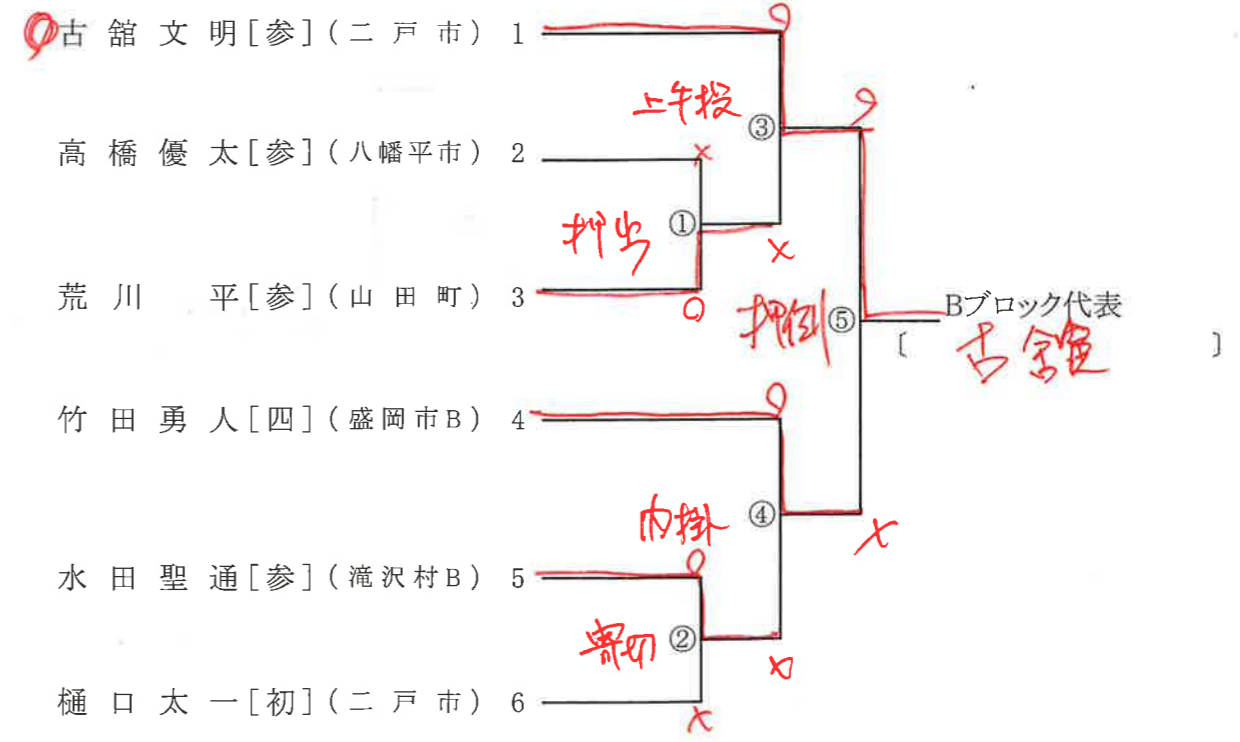 古舘文明[参](二戸市) 1
上手投
③
高橋優太[参](八幡平市) 2
×
押出
①
×
荒川 平[参](山田町) 3
Bブロック代表
押倒
⑤
〔古舘〕
竹田勇人[四](盛岡市B) 4
内掛
④
×
水田聖通[参](滝沢村B) 5
寄切
②
×
樋口太一[初](二戸市) 6
×